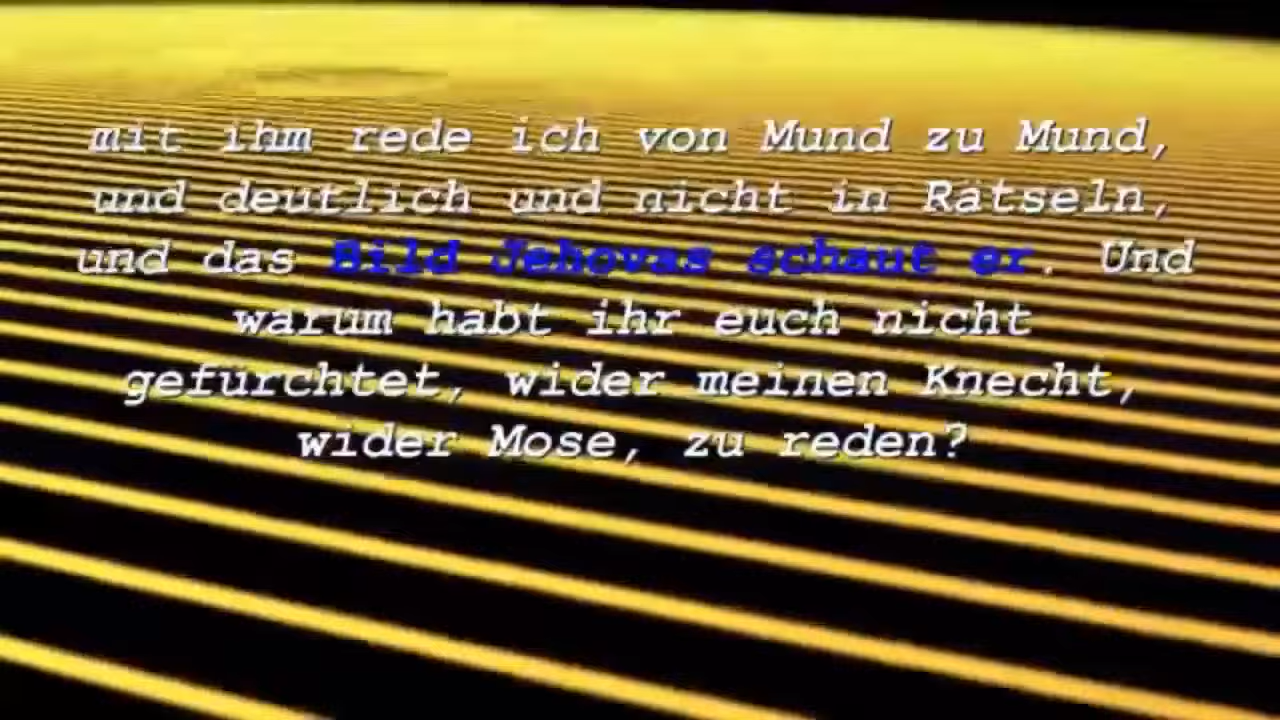 mit ihm rede ich von Mund zu Mund,
und deutlich und nicht in Rätseln,
und das Bild Jehovas schaut er. Und
warum habt ihr euch nicht
gefürchtet, wider meinen Knecht,
wider Mose, zu reden?